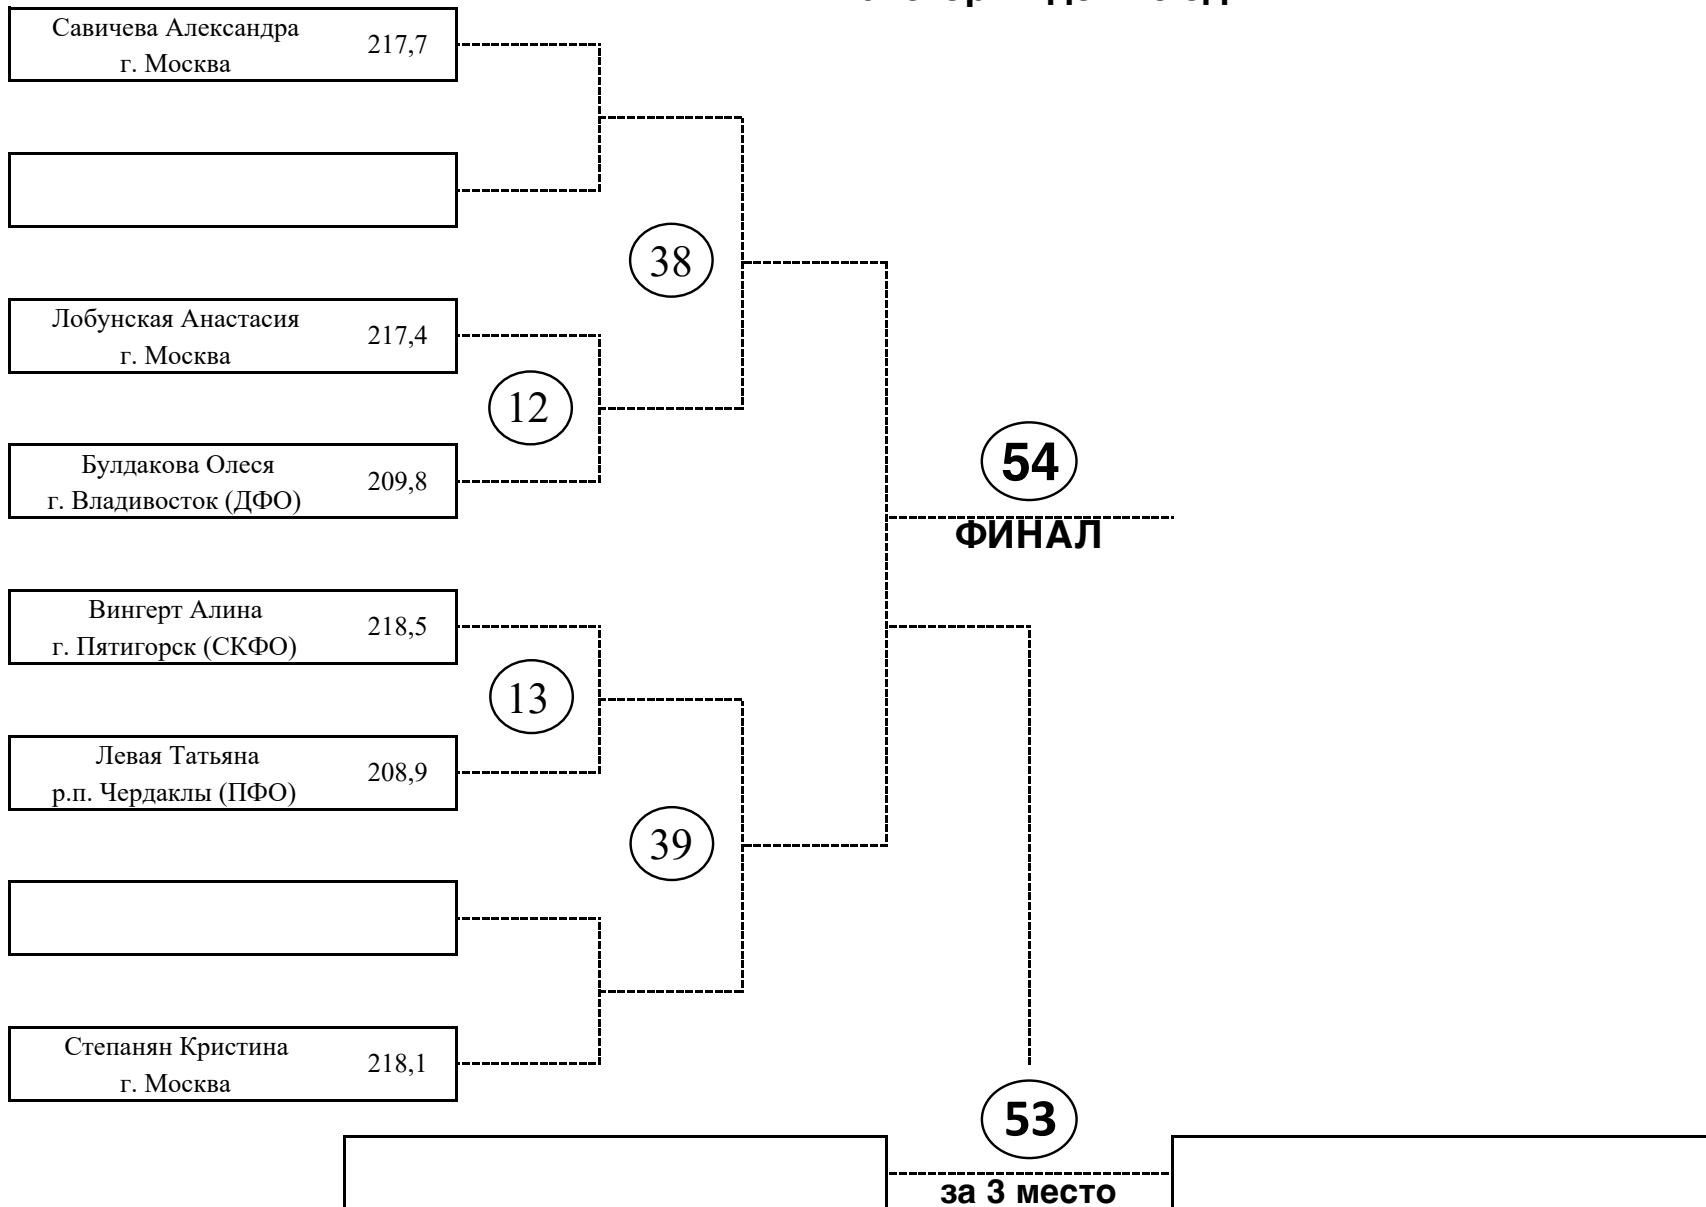 Савичева Александра
г. Москва
217,7
38
Лобунская Анастасия
г. Москва
217,4
12
Булдакова Олеся
г. Владивосток (ДФО)
209,8
54
ФИНАЛ
Вингерт Алина
г. Пятигорск (СКФО)
218,5
13
Левая Татьяна
р.п. Чердаклы (ПФО)
208,9
39
Степанян Кристина
г. Москва
218,1
53
за 3 место